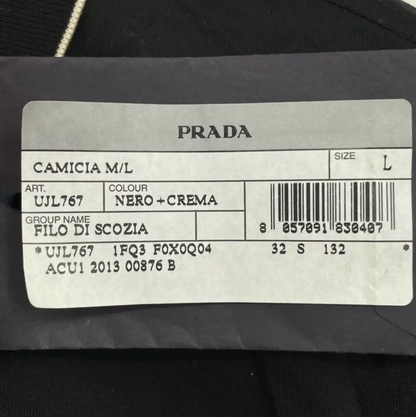 PRADA
CAMICIA M/L
SIZE L
ART. UJL767
COLOUR NERO+CREMA
GROUP NAME FILO DI SCOZIA
8 057091 830407
*UJL767 1FQ3 F0X0Q04 32 S 132 *
ACU1 2013 00876 B